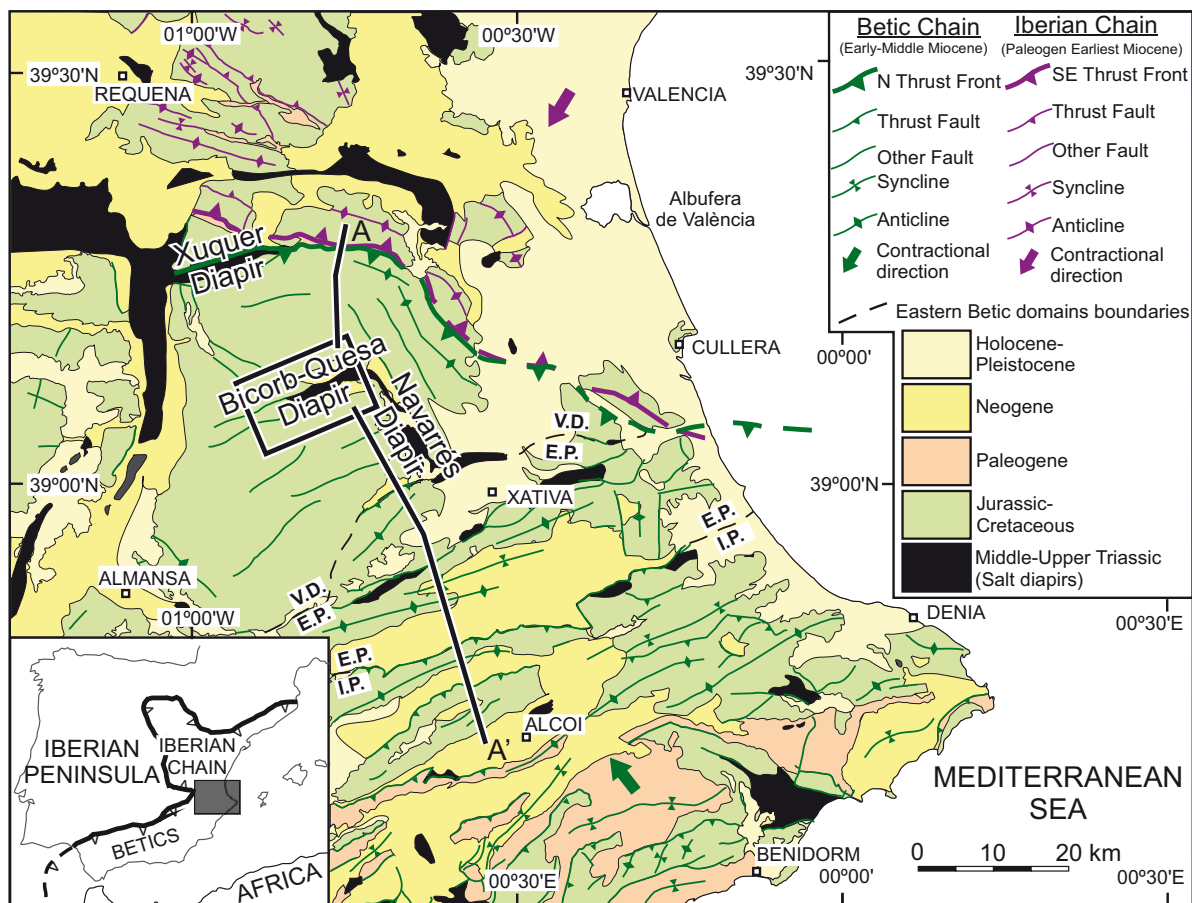 01º00'W
00º30'W
39º30'N
REQUENA
VALENCIA
39º30'N
Albufera
de València
Xuquer
Diapir
A
Bicorb-Quesa
Diapir
Navarrés
Diapir
CULLERA
00º00'
V.D.
E.P.
39º00'N
39º00'N
XATIVA
E.P.
I.P.
ALMANSA
01º00'W
V.D.
E.P.
E.P.
I.P.
DENIA
00º30'E
ALCOI
A'
MEDITERRANEAN
SEA
BENIDORM
00º30'E
00º00'
00º30'E
0 10 20 km
Betic Chain
(Early-Middle Miocene)
N Thrust Front
Thrust Fault
Other Fault
Syncline
Anticline
Contractional
direction
Iberian Chain
(Paleogen Earliest Miocene)
SE Thrust Front
Thrust Fault
Other Fault
Syncline
Anticline
Contractional
direction
Eastern Betic domains boundaries
Holocene-
Pleistocene
Neogene
Paleogene
Jurassic-
Cretaceous
Middle-Upper Triassic
(Salt diapirs)
IBERIAN
PENINSULA
IBERIAN
CHAIN
BETICS
AFRICA